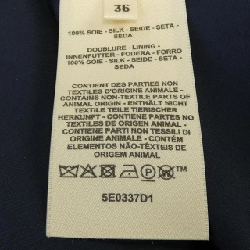 36
100% SOIE - SILK - SEIDE - SETA -
SEDA
DOUBLURE - LINING -
INNENFUTTER - FODERA - FORRO
100% SOIE - SILK - SEIDE - SETA -
SEDA
CONTIENT DES PARTIES NON
TEXTILES D'ORIGINE ANIMALE -
CONTAINS NON-TEXTILE PARTS OF
ANIMAL ORIGIN - ENTHÄLT NICHT
TEXTILE TEILE TIERISCHER
HERKUNFT - CONTIENE PARTES NO
TEXTILES DE ORIGEN ANIMAL -
CONTIENE PARTI NON TESSILI DI
ORIGINE ANIMALE - CONTÉM
ELEMENTOS NÃO-TÊXTEIS DE
ORIGEM ANIMAL
5E0337D1